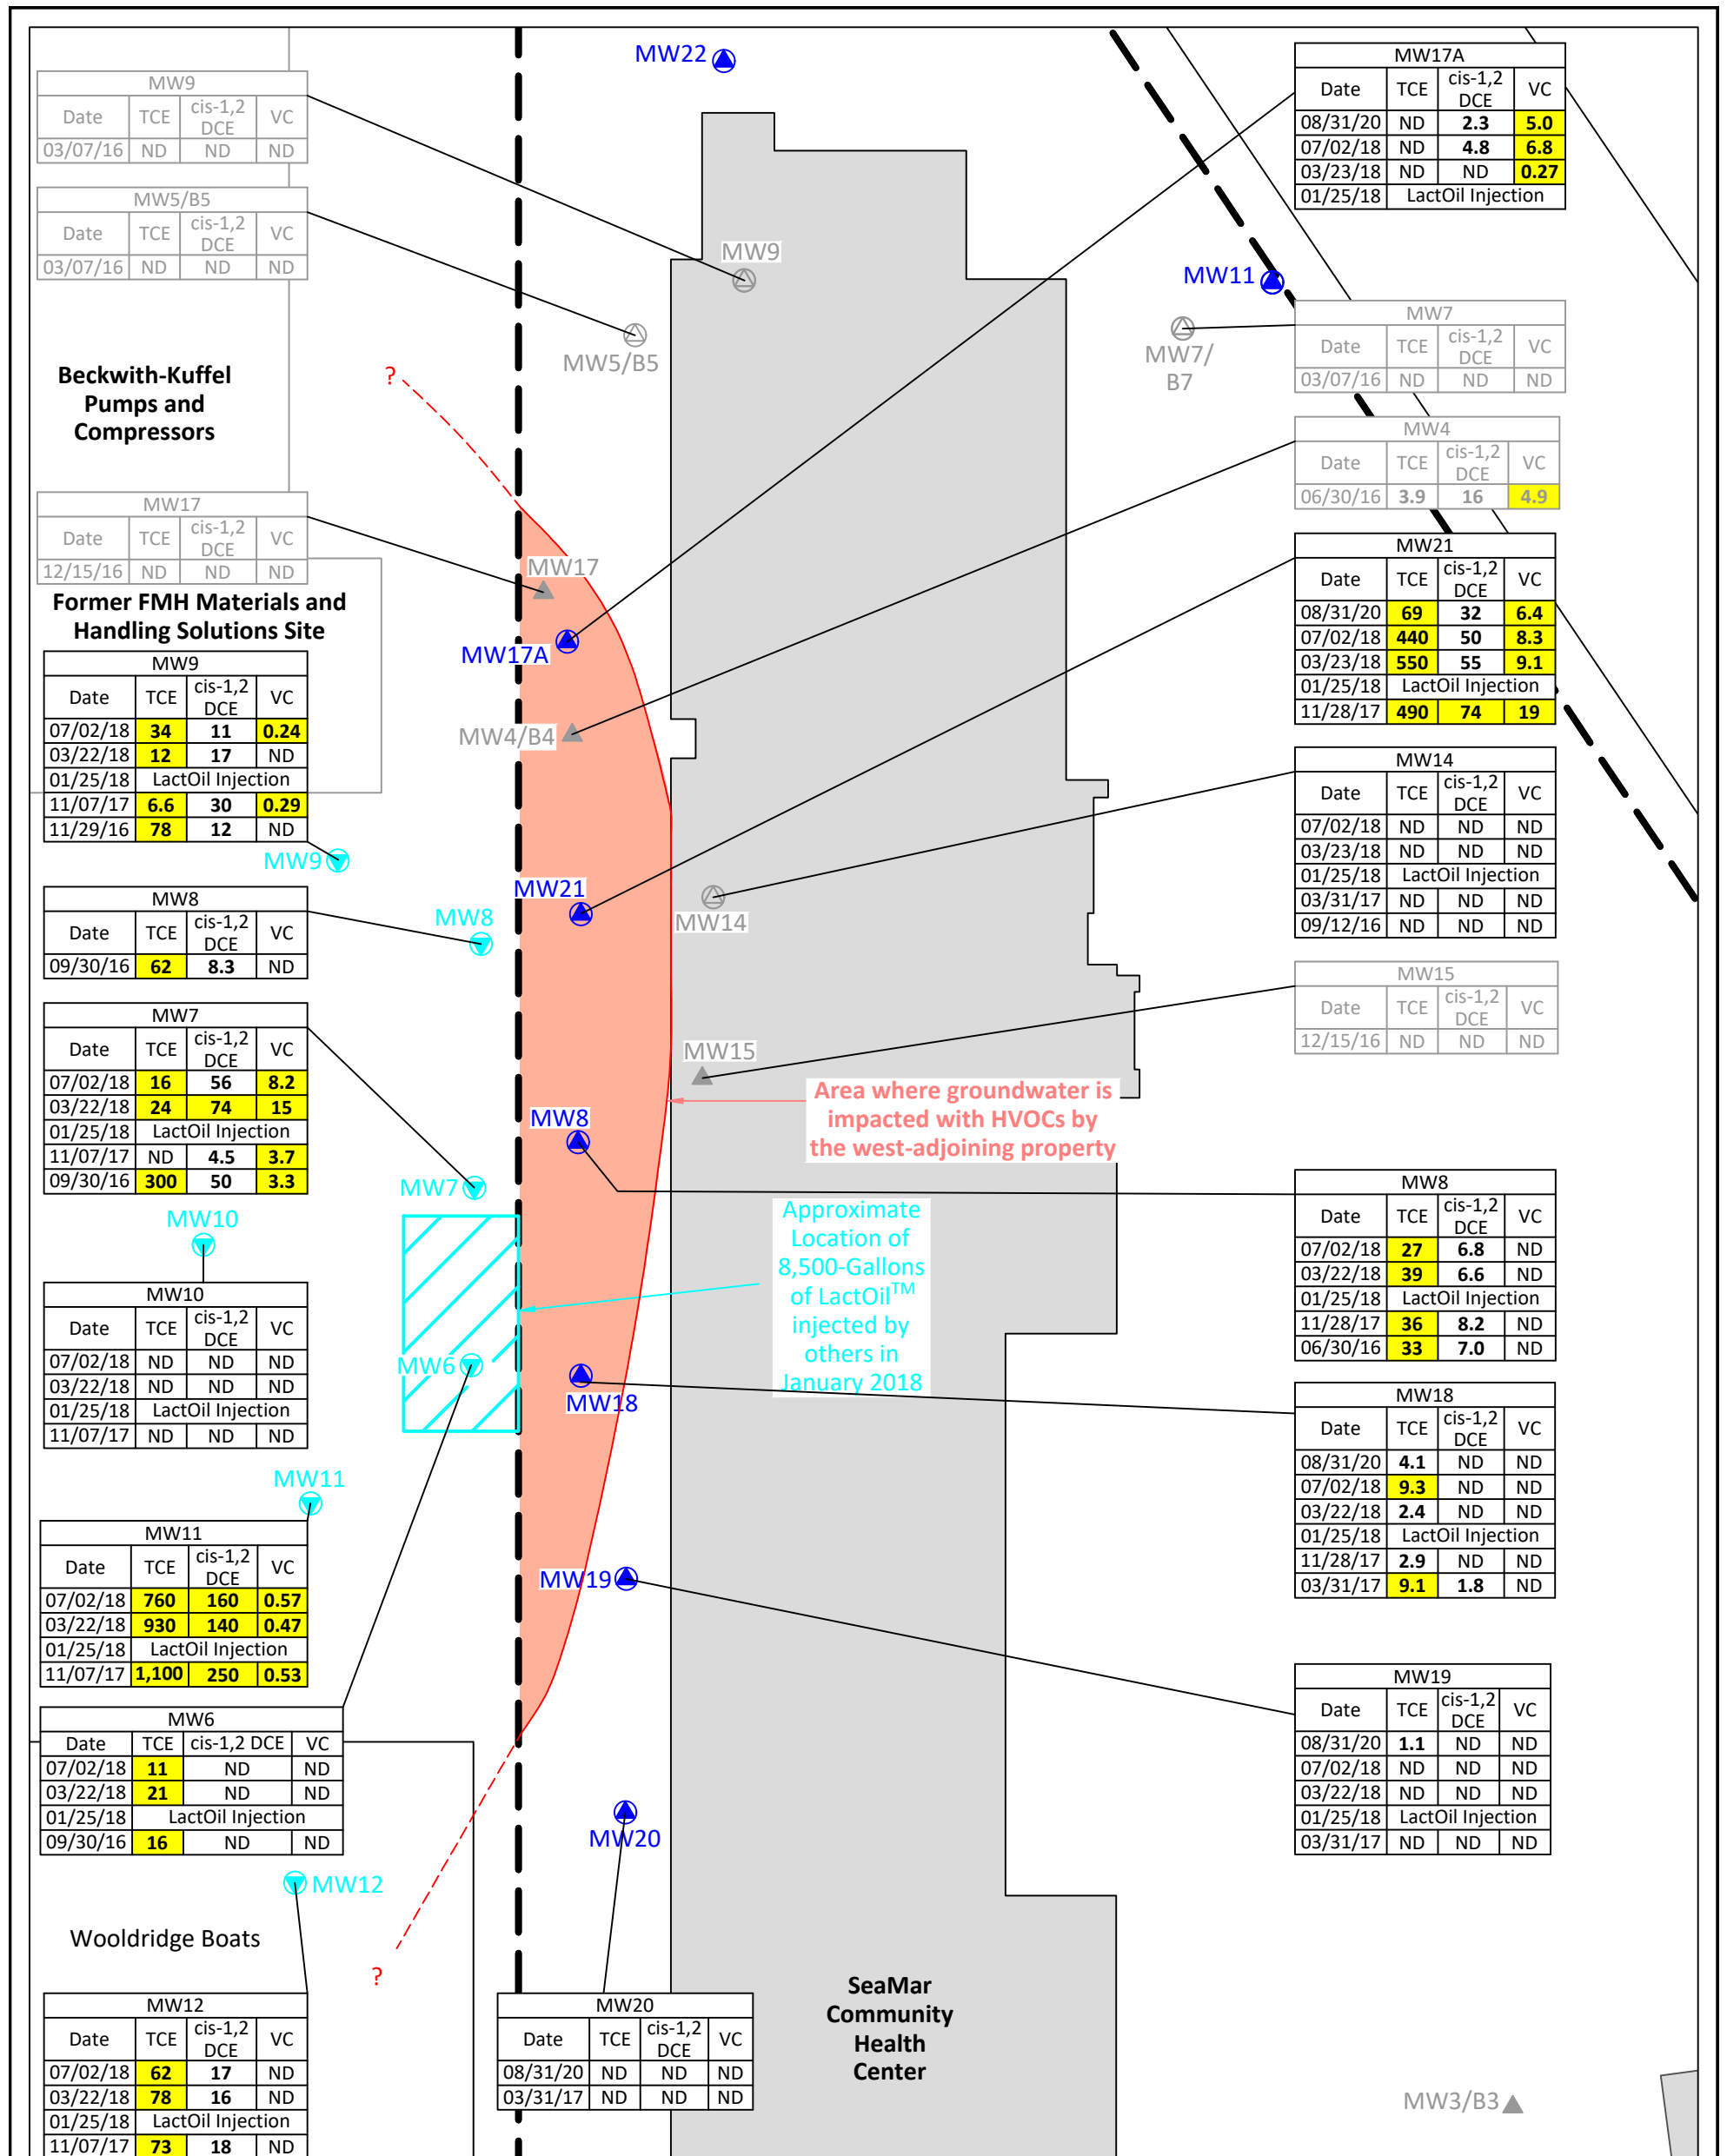 MW22
MW9
Date TCE cis-1,2 DCE VC
03/07/16 ND ND ND
MW5/B5
Date TCE cis-1,2 DCE VC
03/07/16 ND ND ND
MW17A
Date TCE cis-1,2 DCE VC
08/31/20 ND 2.3 5.0
07/02/18 ND 4.8 6.8
03/23/18 ND ND 0.27
01/25/18 LactOil Injection
MW9
MW11
MW5/B5
MW7/
B7
MW7
Date TCE cis-1,2 DCE VC
03/07/16 ND ND ND
Beckwith-Kuffel
Pumps and
Compressors
?
MW4
Date TCE cis-1,2 DCE VC
06/30/16 3.9 16 4.9
MW17
Date TCE cis-1,2 DCE VC
12/15/16 ND ND ND
MW17
MW17A
MW4/B4
MW21
Date TCE cis-1,2 DCE VC
08/31/20 69 32 6.4
07/02/18 440 50 8.3
03/23/18 550 55 9.1
01/25/18 LactOil Injection
11/28/17 490 74 19
Former FMH Materials and
Handling Solutions Site
MW9
Date TCE cis-1,2 DCE VC
07/02/18 34 11 0.24
03/22/18 12 17 ND
01/25/18 LactOil Injection
11/07/17 6.6 30 0.29
11/29/16 78 12 ND
MW9
MW14
Date TCE cis-1,2 DCE VC
07/02/18 ND ND ND
03/23/18 ND ND ND
01/25/18 LactOil Injection
03/31/17 ND ND ND
09/12/16 ND ND ND
MW8
Date TCE cis-1,2 DCE VC
09/30/16 62 8.3 ND
MW8
MW21
MW14
MW15
Date TCE cis-1,2 DCE VC
12/15/16 ND ND ND
MW7
Date TCE cis-1,2 DCE VC
07/02/18 16 56 8.2
03/22/18 24 74 15
01/25/18 LactOil Injection
11/07/17 ND 4.5 3.7
09/30/16 300 50 3.3
MW15
Area where groundwater is
impacted with HVOCs by
the west-adjoining property
MW8
MW7
MW10
MW10
Date TCE cis-1,2 DCE VC
07/02/18 ND ND ND
03/22/18 ND ND ND
01/25/18 LactOil Injection
11/07/17 ND ND ND
Approximate
Location of
8,500-Gallons
of LactOil™
injected by
others in
January 2018
MW8
Date TCE cis-1,2 DCE VC
07/02/18 27 6.8 ND
03/22/18 39 6.6 ND
01/25/18 LactOil Injection
11/28/17 36 8.2 ND
06/30/16 33 7.0 ND
MW6
MW18
MW18
Date TCE cis-1,2 DCE VC
08/31/20 4.1 ND ND
07/02/18 9.3 ND ND
03/22/18 2.4 ND ND
01/25/18 LactOil Injection
11/28/17 2.9 ND ND
03/31/17 9.1 1.8 ND
MW11
MW11
Date TCE cis-1,2 DCE VC
07/02/18 760 160 0.57
03/22/18 930 140 0.47
01/25/18 LactOil Injection
11/07/17 1,100 250 0.53
MW19
MW19
Date TCE cis-1,2 DCE VC
08/31/20 1.1 ND ND
07/02/18 ND ND ND
03/22/18 ND ND ND
01/25/18 LactOil Injection
03/31/17 ND ND ND
MW6
Date TCE cis-1,2 DCE VC
07/02/18 11 ND ND
03/22/18 21 ND ND
01/25/18 LactOil Injection
09/30/16 16 ND ND
MW20
MW12
Wooldridge Boats
?
MW12
Date TCE cis-1,2 DCE VC
07/02/18 62 17 ND
03/22/18 78 16 ND
01/25/18 LactOil Injection
11/07/17 73 18 ND
MW20
Date TCE cis-1,2 DCE VC
08/31/20 ND ND ND
03/31/17 ND ND ND
SeaMar
Community
Health
Center
MW3/B3